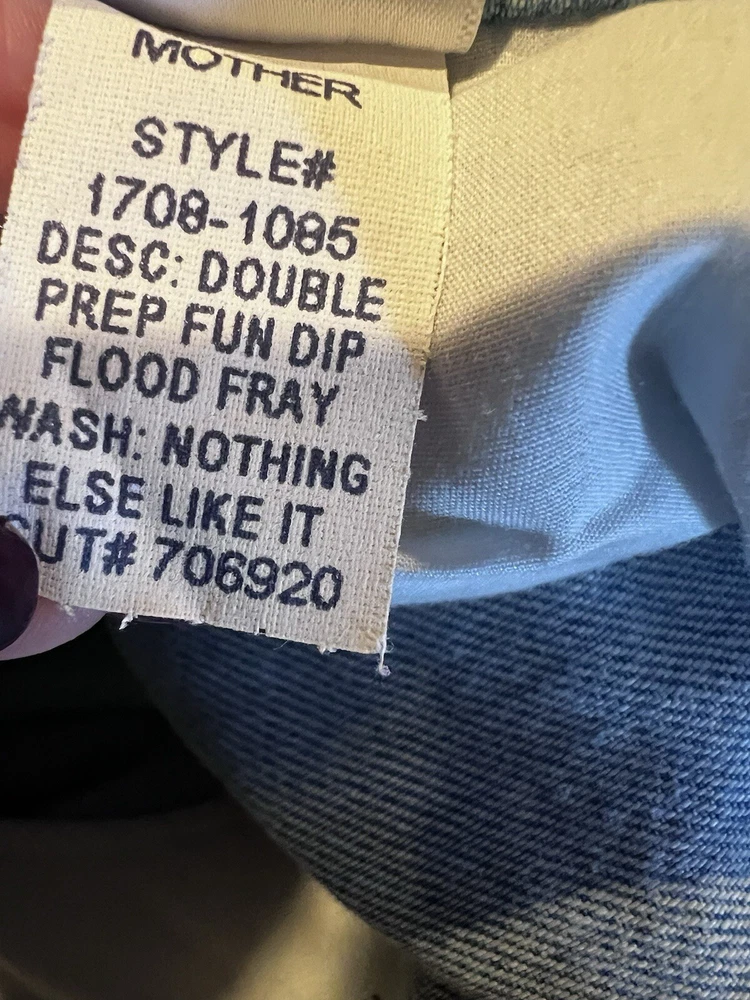 MOTHER
STYLE#
1708-1085
DESC: DOUBLE
PREP FUN DIP
FLOOD FRAY
WASH: NOTHING
ELSE LIKE IT
CUT# 706920